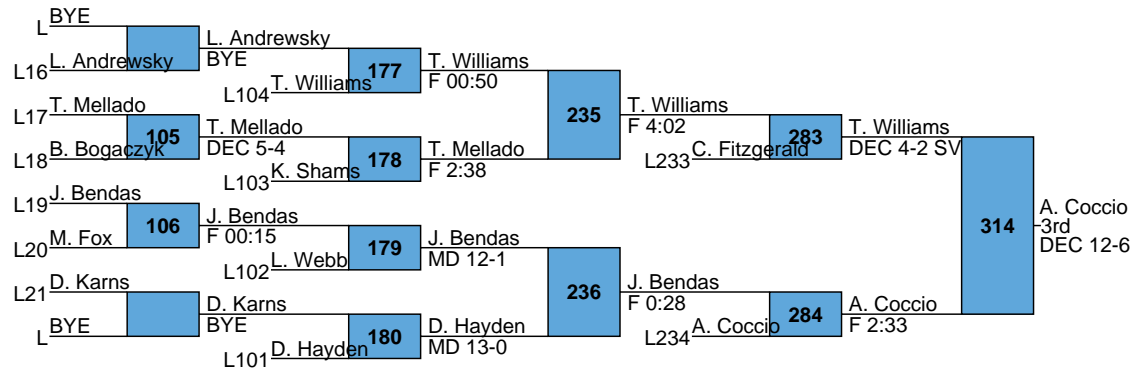 L BYE
L16 L. Andrewsky
L. Andrewsky
BYE
L104 T. Williams
177
T. Williams
F 00:50
L17 T. Mellado
L18 B. Bogaczyk
105
T. Mellado
DEC 5-4
L103 K. Shams
178
T. Mellado
F 2:38
235
T. Williams
F 4:02
L233 C. Fitzgerald
283
T. Williams
DEC 4-2 SV
L19 J. Bendas
L20 M. Fox
106
J. Bendas
F 00:15
L102 L. Webb
179
J. Bendas
MD 12-1
L21 D. Karns
L BYE
D. Karns
BYE
L101 D. Hayden
180
D. Hayden
MD 13-0
236
J. Bendas
F 0:28
L234 A. Coccio
284
A. Coccio
F 2:33
314
A. Coccio
3rd
DEC 12-6